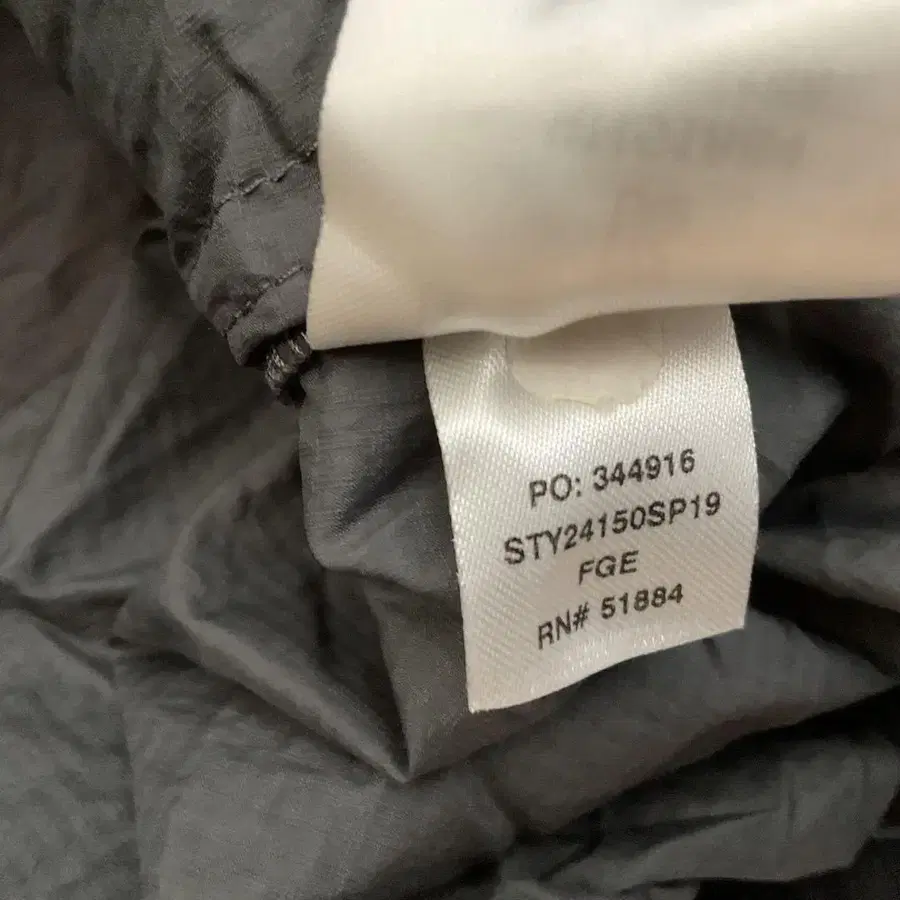 PO: 344916
STY24150SP19
FGE
RN# 51884